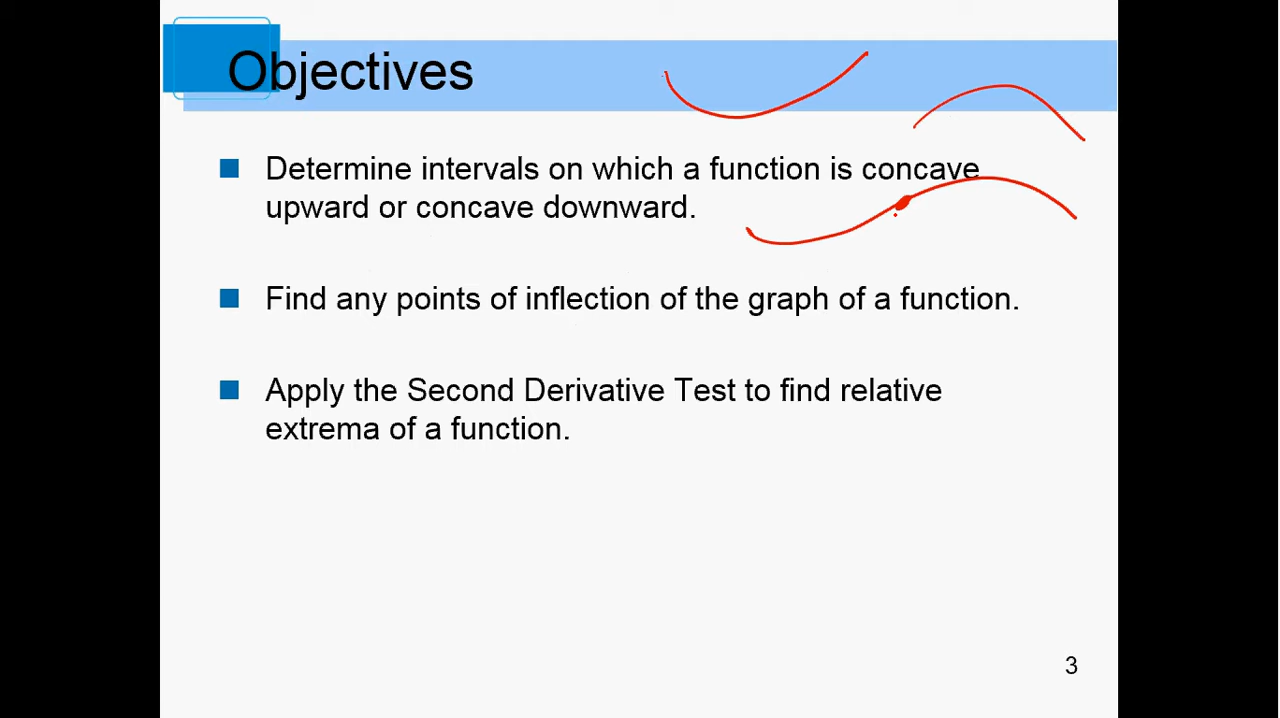 Objectives
Determine intervals on which a function is concave
upward or concave downward.
Find any points of inflection of the graph of a function.
Apply the Second Derivative Test to find relative
extrema of a function.
3